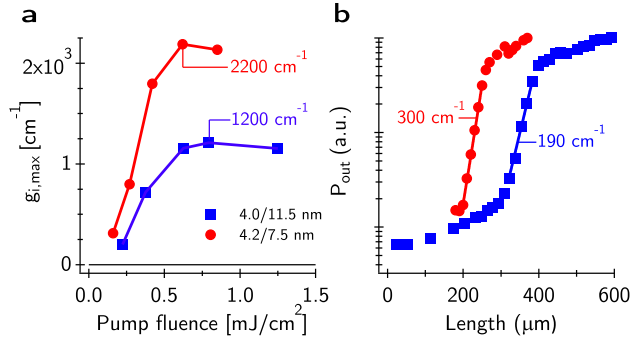 a
g_i,max [cm^-1]
2×10^3
1
0
2200 cm^-1
1200 cm^-1
4.0/11.5 nm
4.2/7.5 nm
0.0 0.5 1.0 1.5
Pump fluence [mJ/cm^2]
b
P_out (a.u.)
300 cm^-1
190 cm^-1
0 200 400 600
Length (μm)